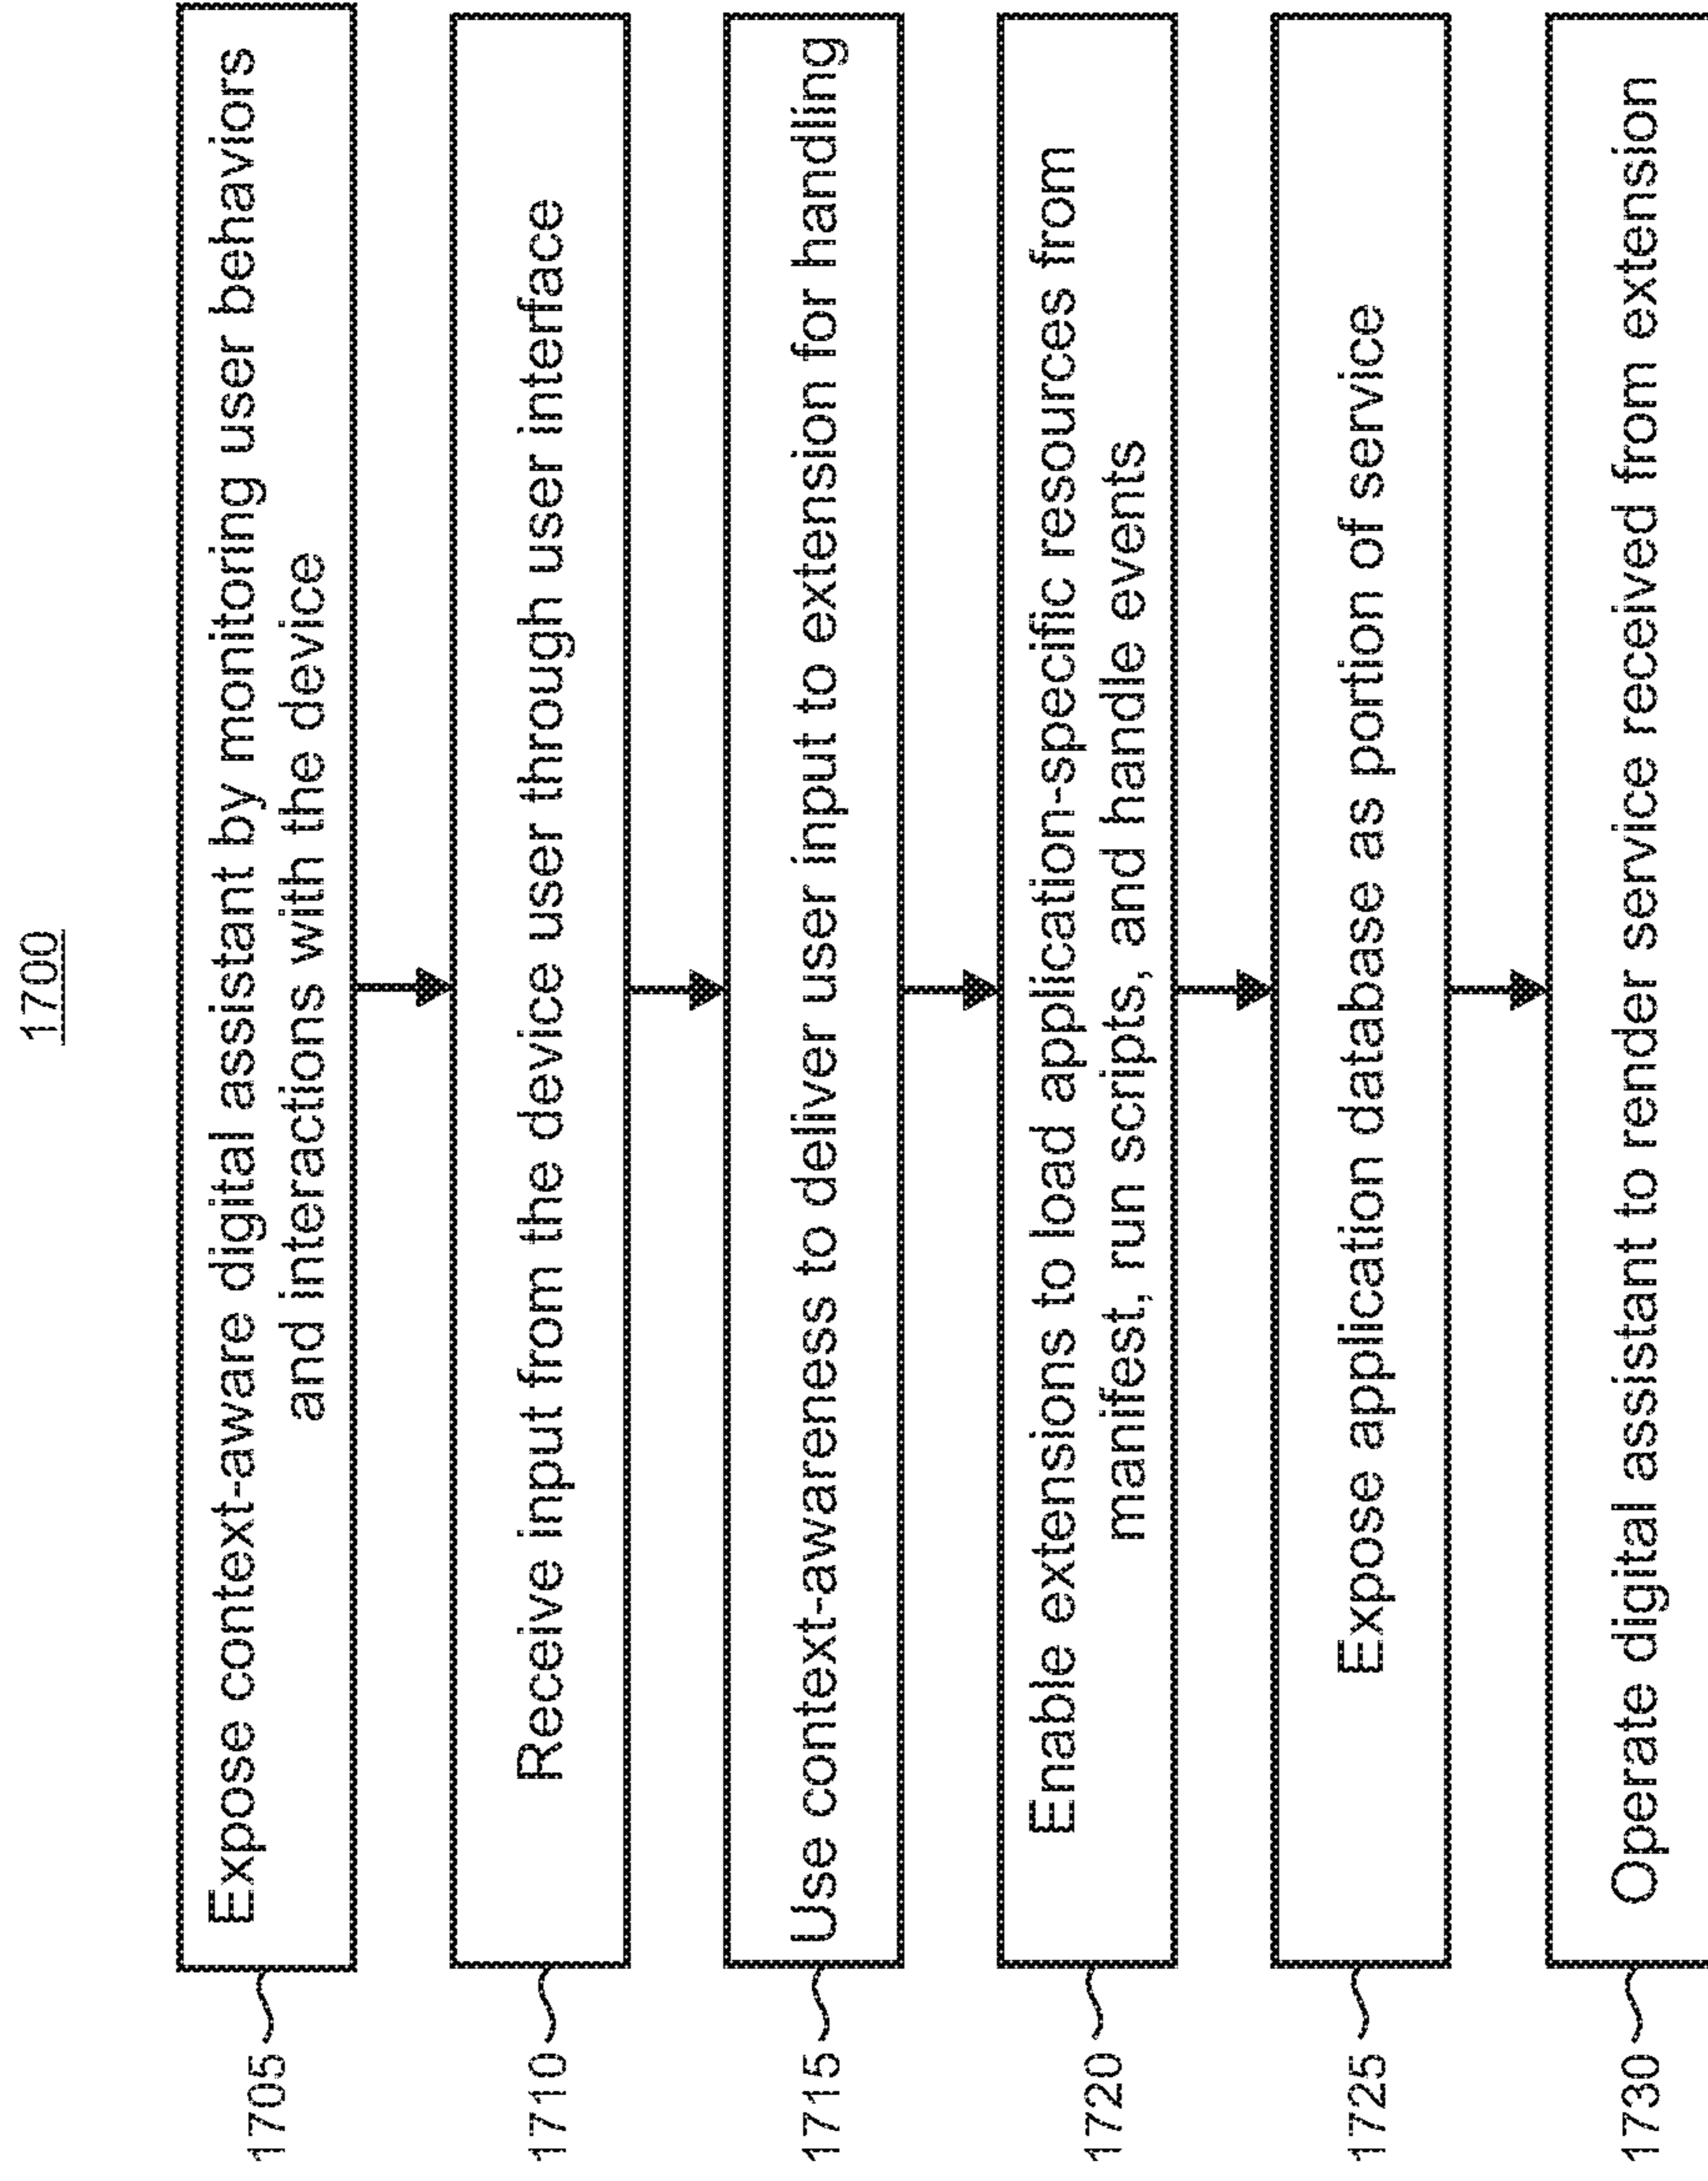 1700
1705
Expose context-aware digital assistant by monitoring user behaviors
and interactions with the device
1710
Receive input from the device user through user interface
1715
Use context-awareness to deliver user input to extension for handling
1720
Enable extensions to load application-specific resources from
manifest, run scripts, and handle events
1725
Expose application database as portion of service
1730
Operate digital assistant to render service received from extension